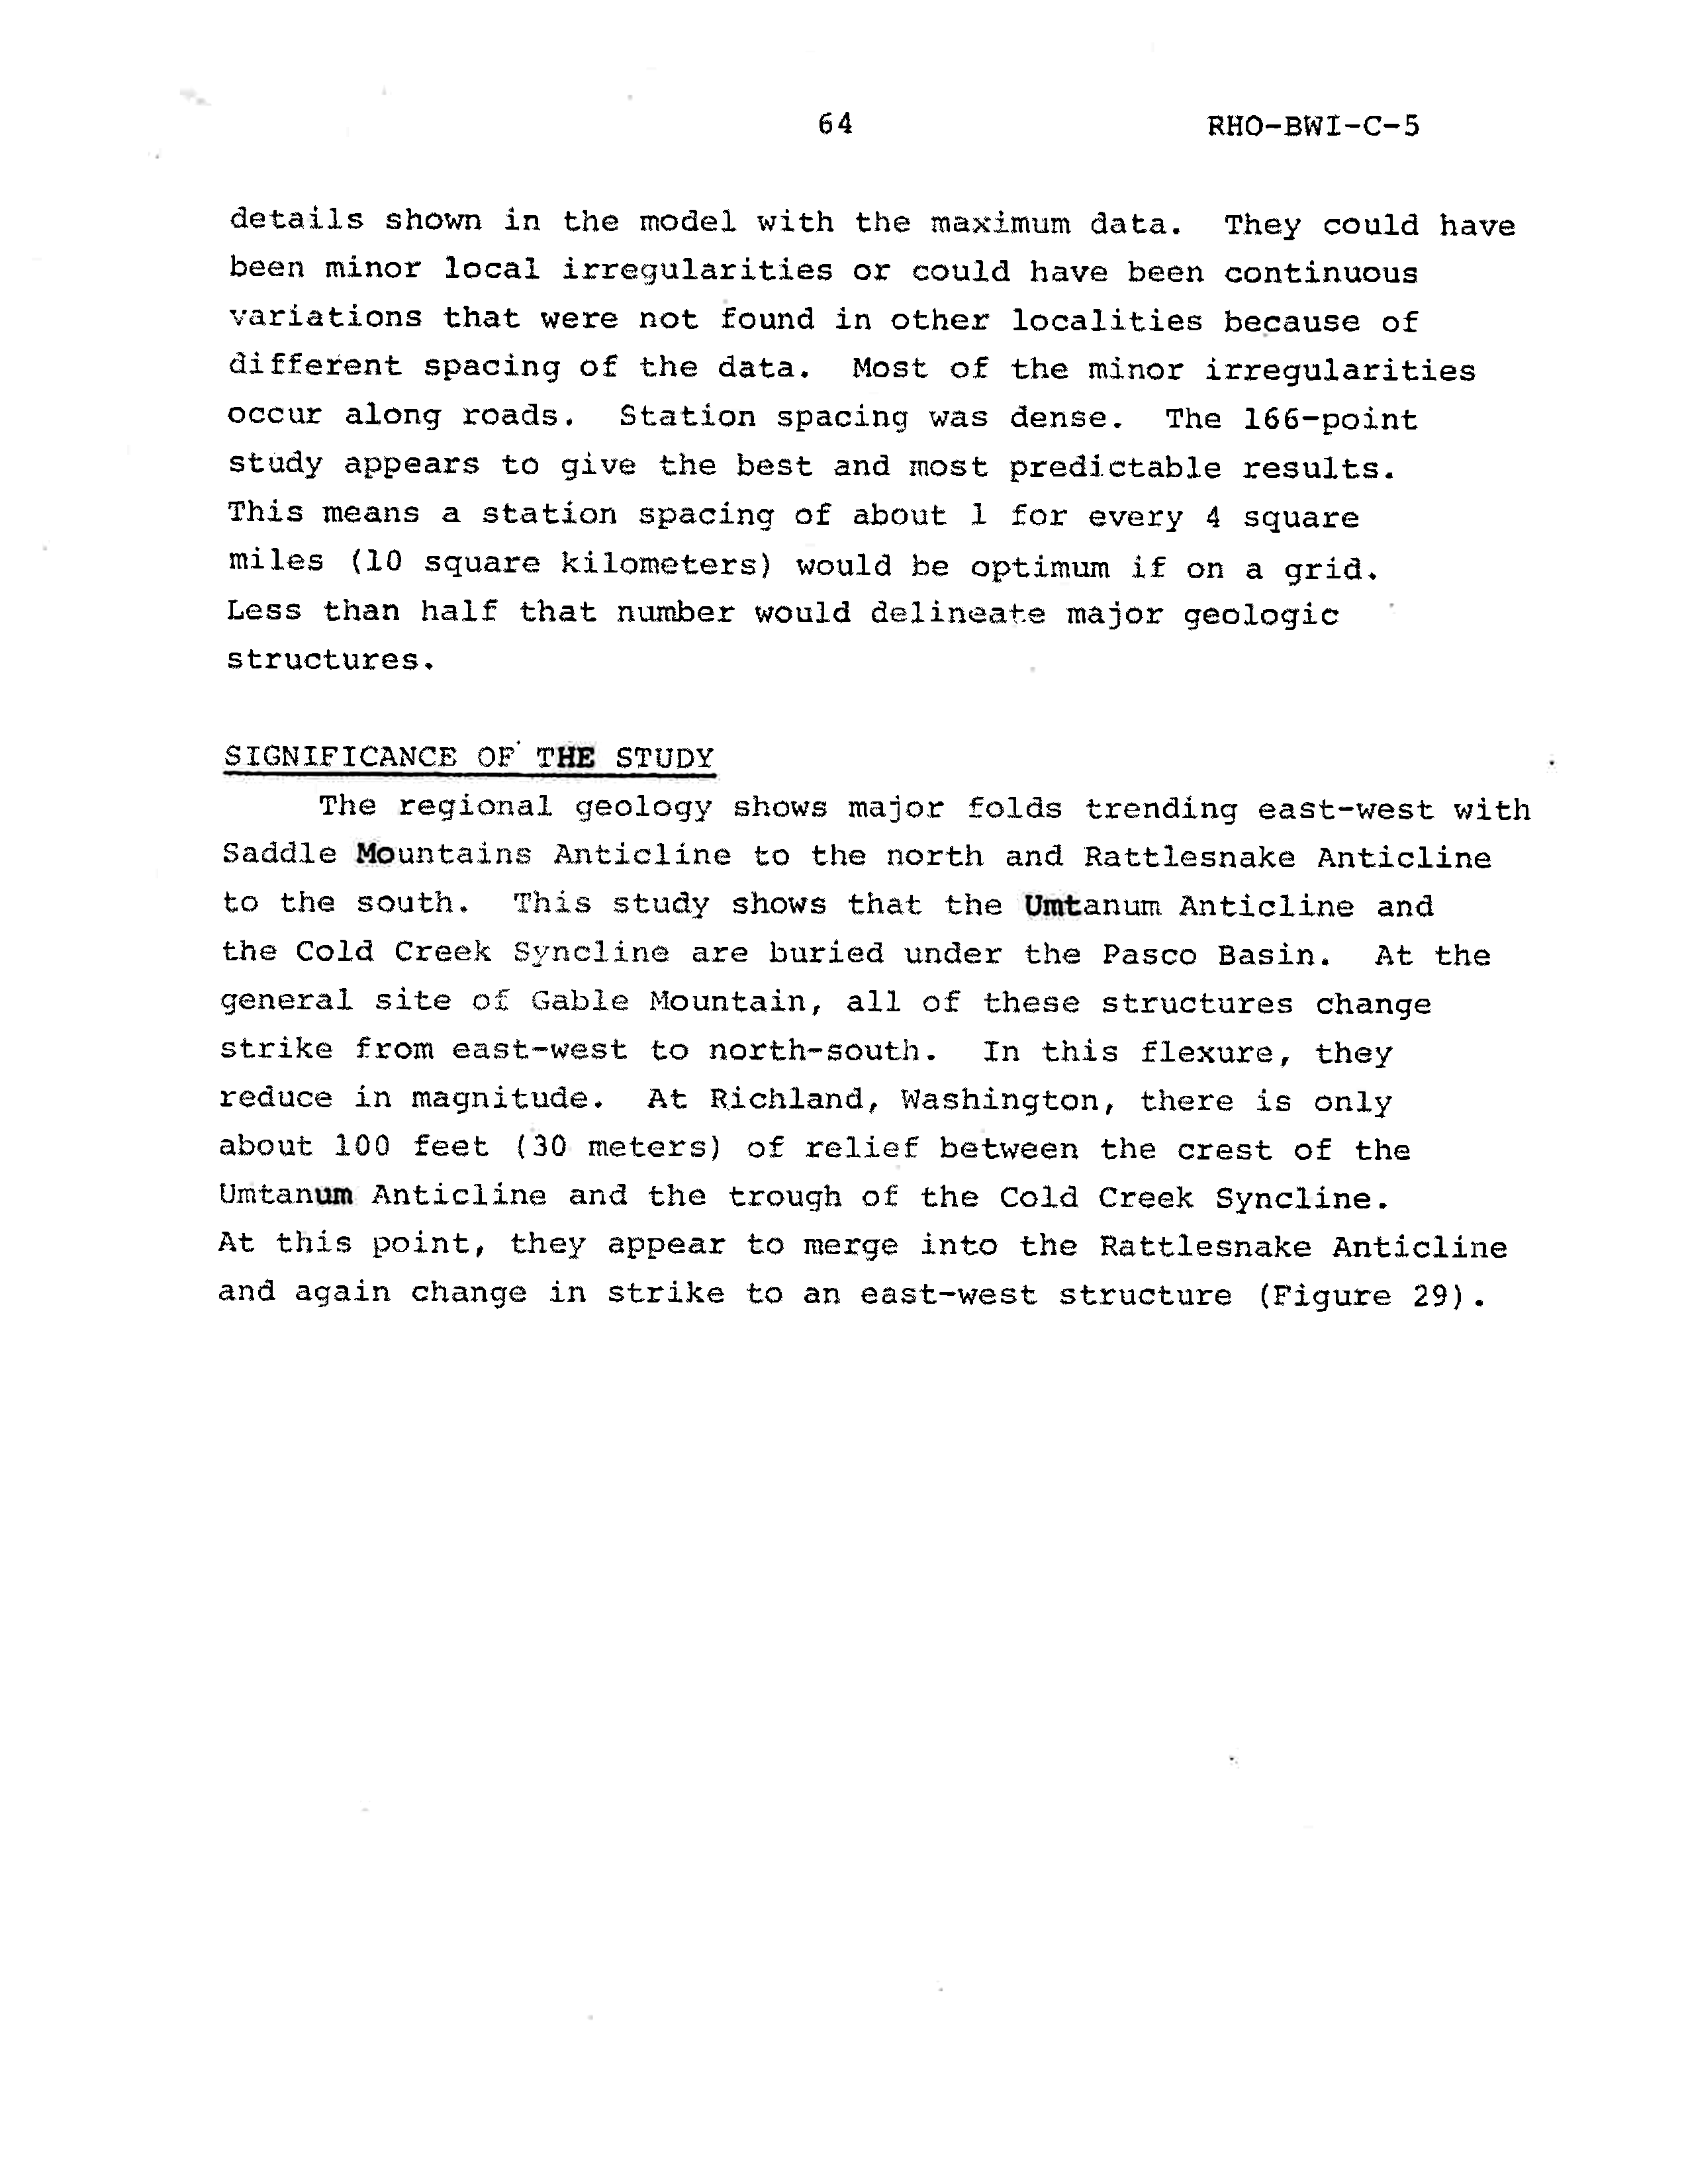 64 RHO-BWI-C-5
details shown in the model with the maximum data. They could have
been minor local irregularities or could have been continuous
variations that were not found in other localities because of
different spacing of the data. Most of the minor irregularities
occur along roads. Station spacing was dense. The 166-point
study appears to give the best and most predictable results.
This means a station spacing of about 1 for every 4 square
miles (10 square kilometers) would be optimum if on a grid.
Less than half that number would delineate major geologic
structures.
SIGNIFICANCE OF THE STUDY
The regional geology shows major folds trending east-west with
Saddle Mountains Anticline to the north and Rattlesnake Anticline
to the south. This study shows that the Umtanum Anticline and
the Cold Creek Syncline are buried under the Pasco Basin. At the
general site of Gable Mountain, all of these structures change
strike from east-west to north-south. In this flexure, they
reduce in magnitude. At Richland, Washington, there is only
about 100 feet (30 meters) of relief between the crest of the
Umtanum Anticline and the trough of the Cold Creek Syncline.
At this point, they appear to merge into the Rattlesnake Anticline
and again change in strike to an east-west structure (Figure 29).